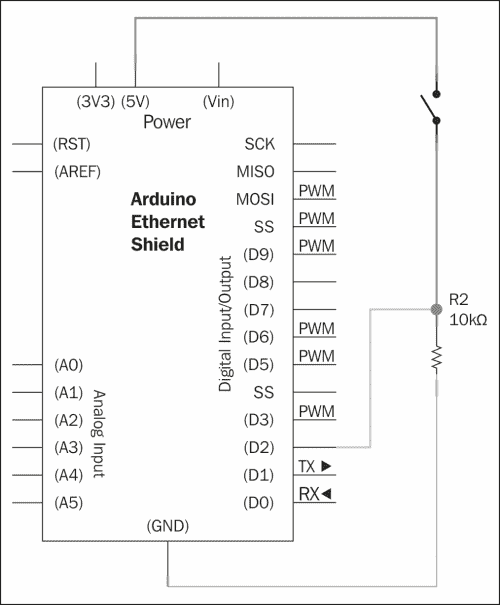 (3V3) (5V) (Vin)
Power
(RST) SCK
(AREF) MISO
Arduino
Ethernet
Shield
MOSI PWM
SS PWM
(D9) PWM
(D8)
(D7)
(D6) PWM
(D5) PWM
SS
(D3) PWM
(D2)
(D1) TX ▶
(D0) RX◀
Digital Input/Output
R2
10kΩ
(A0)
(A1)
(A2)
(A3)
(A4)
(A5)
Analog Input
(GND)